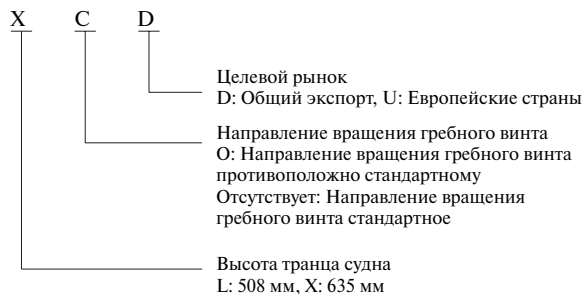 X C D
Целевой рынок
D: Общий экспорт, U: Европейские страны
Направление вращения гребного винта
O: Направление вращения гребного винта
противоположно стандартному
Отсутствует: Направление вращения
гребного винта стандартное
Высота транца судна
L: 508 мм, X: 635 мм